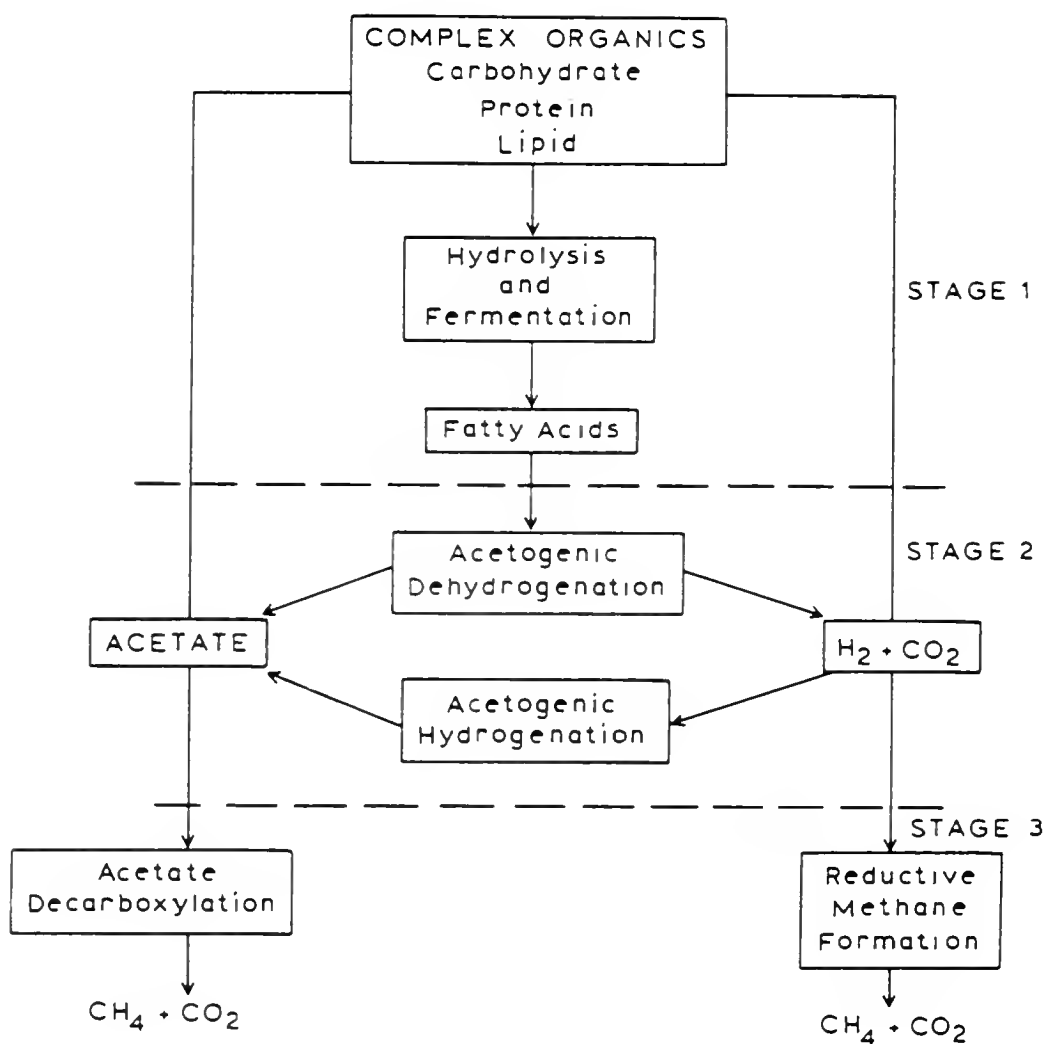 COMPLEX ORGANICS
Carbohydrate
Protein
Lipid
Hydrolysis
and
Fermentation
STAGE 1
Fatty Acids
STAGE 2
Acetogenic
Dehydrogenation
ACETATE
H₂ + CO₂
Acetogenic
Hydrogenation
STAGE 3
Acetate
Decarboxylation
Reductive
Methane
Formation
CH₄ + CO₂
CH₄ + CO₂